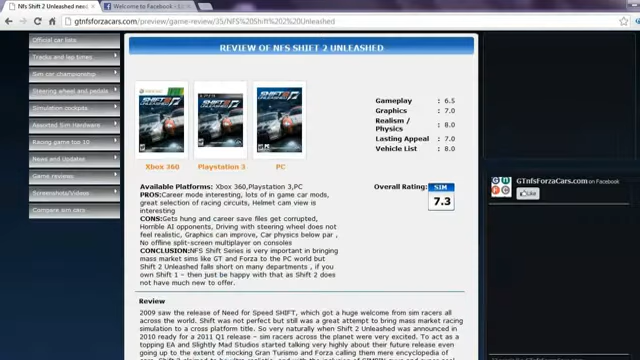 Nfs Shift 2 Unleashed nee
Welcome to Facebook - L
gtnfsforzacars.com/preview/game-review/35/NFS%20Shift%202%20Unleashed
Official car lists
Tracks and lap times
Sim car championship
Steering wheel and pedals
Simulation cockpits
Assorted Sim Hardware
Racing game top 10
News and Updates
Game reviews
Screenshots/Videos
Compare sim cars
REVIEW OF NFS SHIFT 2 UNLEASHED
Xbox 360
Playstation 3
PC
Gameplay : 6.5
Graphics : 7.0
Realism / Physics : 8.0
Lasting Appeal : 7.0
Vehicle List : 8.0
Available Platforms: Xbox 360,Playstation 3,PC
PROS:Career mode interesting, lots of in game car mods,
great selection of racing circuits, Helmet cam view is
interesting
CONS:Gets hung and career save files get corrupted,
Horrible AI opponents, Driving with steering wheel does not
feel realistic, Graphics can improve, Car physics below par ,
No offline split-screen multiplayer on consoles
CONCLUSION:NFS Shift Series is very important in bringing
mass market sims like GT and Forza to the PC world but
Shift 2 Unleashed falls short on many departments , if you
own Shift 1 – then just be happy with that as Shift 2 does
not have much new to offer.
Overall Rating:
SIM
7.3
GTnfsForzaCars.com on Facebook
Like
Review
2009 saw the release of Need for Speed SHIFT, which got a huge welcome from sim racers all
across the world. Shift was not perfect but still was a great attempt to bring mass market racing
simulation to a cross platform title. So very naturally when Shift 2 Unleashed was announced in
2010 ready for a 2011 Q1 release – sim racers across the planet were very excited. To act as a
topping EA and Slightly Mad Studios started talking very highly about their future release even
going up to the extent of mocking Gran Turismo and Forza calling them mere encyclopedia of